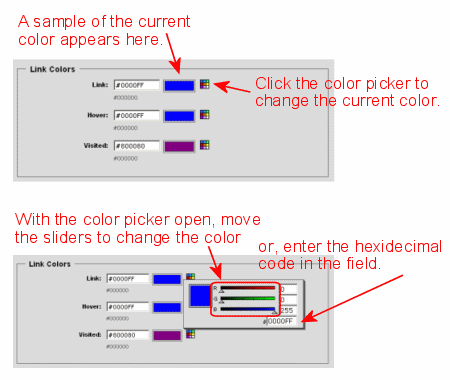 A sample of the current
color appears here.
Link Colors
Link: #0000FF
#000000
Click the color picker to
change the current color.
Hover: #0000FF
#000000
Visited: #800080
#000000
With the color picker open, move
the sliders to change the color
or, enter the hexidecimal
code in the field.
Link Colors
Link: #0000FF
#000000
R 0
G 0
Hover: #0000FF
B 255
#000000
#0000FF
Visited: #800080
#000000